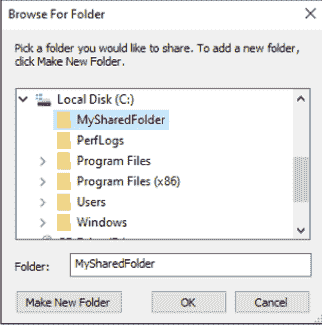 Browse For Folder
Pick a folder you would like to share. To add a new folder,
click Make New Folder.
Local Disk (C:)
MySharedFolder
PerfLogs
Program Files
Program Files (x86)
Users
Windows
Folder: MySharedFolder
Make New Folder OK Cancel